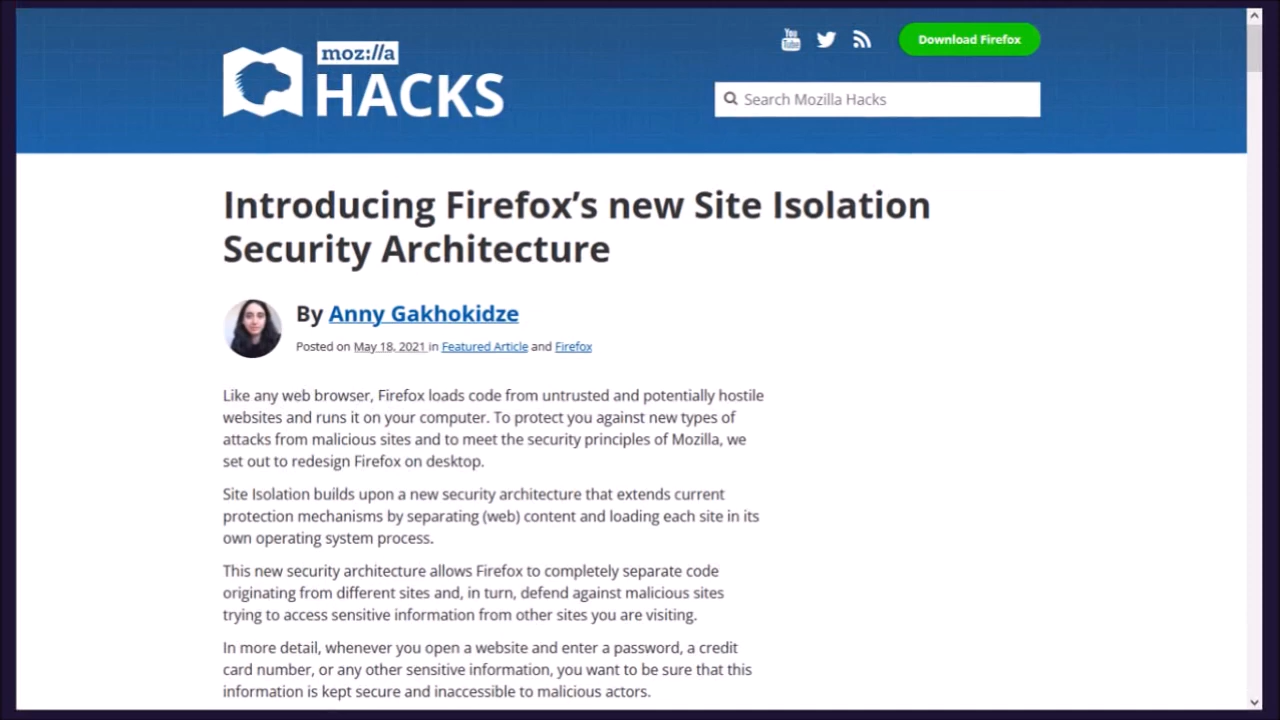 moz://a
HACKS
You
Tube
Download Firefox
Search Mozilla Hacks
Introducing Firefox’s new Site Isolation
Security Architecture
By Anny Gakhokidze
Posted on May 18, 2021 in Featured Article and Firefox
Like any web browser, Firefox loads code from untrusted and potentially hostile
websites and runs it on your computer. To protect you against new types of
attacks from malicious sites and to meet the security principles of Mozilla, we
set out to redesign Firefox on desktop.
Site Isolation builds upon a new security architecture that extends current
protection mechanisms by separating (web) content and loading each site in its
own operating system process.
This new security architecture allows Firefox to completely separate code
originating from different sites and, in turn, defend against malicious sites
trying to access sensitive information from other sites you are visiting.
In more detail, whenever you open a website and enter a password, a credit
card number, or any other sensitive information, you want to be sure that this
information is kept secure and inaccessible to malicious actors.